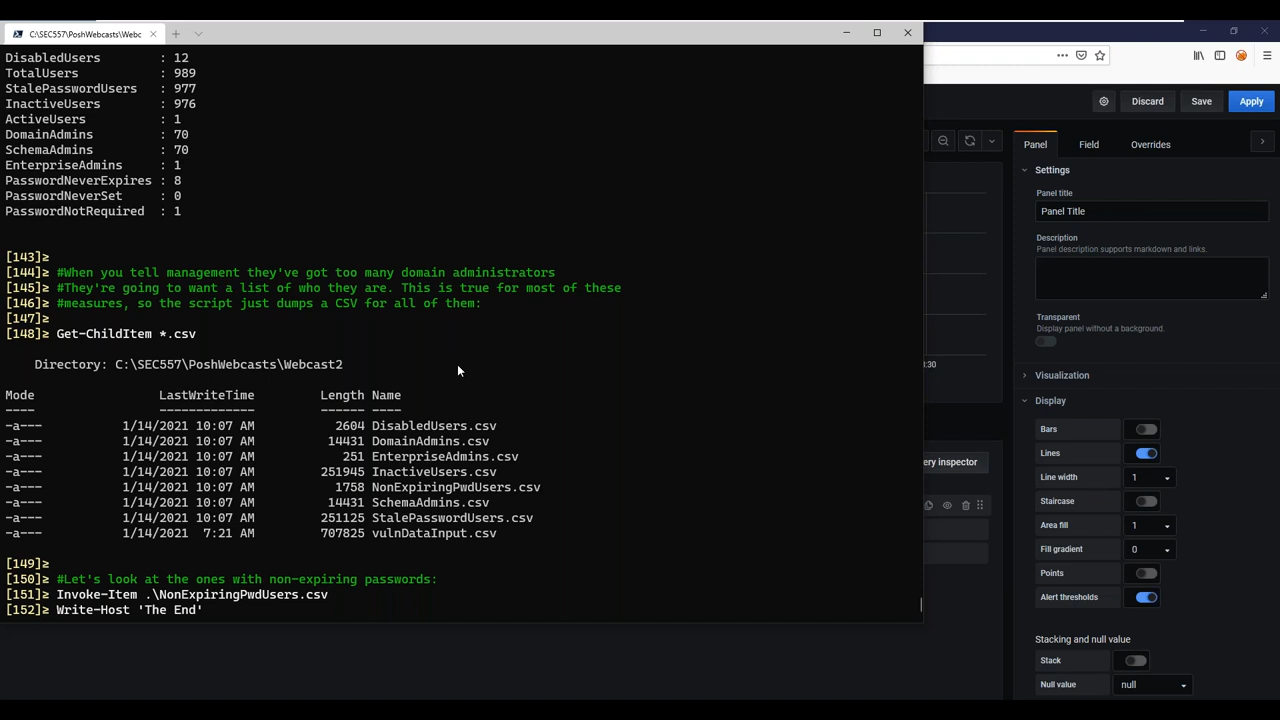 C:\SEC557\PoshWebcasts\Webc
DisabledUsers : 12
TotalUsers : 989
StalePasswordUsers : 977
InactiveUsers : 976
ActiveUsers : 1
DomainAdmins : 70
SchemaAdmins : 70
EnterpriseAdmins : 1
PasswordNeverExpires : 8
PasswordNeverSet : 0
PasswordNotRequired : 1
[143]≥
[144]≥ #When you tell management they've got too many domain administrators
[145]≥ #They're going to want a list of who they are. This is true for most of these
[146]≥ #measures, so the script just dumps a CSV for all of them:
[147]≥
[148]≥ Get-ChildItem *.csv
Directory: C:\SEC557\PoshWebcasts\Webcast2
Mode LastWriteTime Length Name
---- ------------- ------ ----
-a--- 1/14/2021 10:07 AM 2604 DisabledUsers.csv
-a--- 1/14/2021 10:07 AM 14431 DomainAdmins.csv
-a--- 1/14/2021 10:07 AM 251 EnterpriseAdmins.csv
-a--- 1/14/2021 10:07 AM 251945 InactiveUsers.csv
-a--- 1/14/2021 10:07 AM 1758 NonExpiringPwdUsers.csv
-a--- 1/14/2021 10:07 AM 14431 SchemaAdmins.csv
-a--- 1/14/2021 10:07 AM 251125 StalePasswordUsers.csv
-a--- 1/14/2021 7:21 AM 707825 vulnDataInput.csv
[149]≥
[150]≥ #Let's look at the ones with non-expiring passwords:
[151]≥ Invoke-Item .\NonExpiringPwdUsers.csv
[152]≥ Write-Host 'The End'
Discard Save Apply
:30
ery inspector
Panel Field Overrides
Settings
Panel title
Panel Title
Description
Panel description supports markdown and links.
Transparent
Display panel without a background.
Visualization
Display
Bars
Lines
Line width 1
Staircase
Area fill 1
Fill gradient 0
Points
Alert thresholds
Stacking and null value
Stack
Null value null